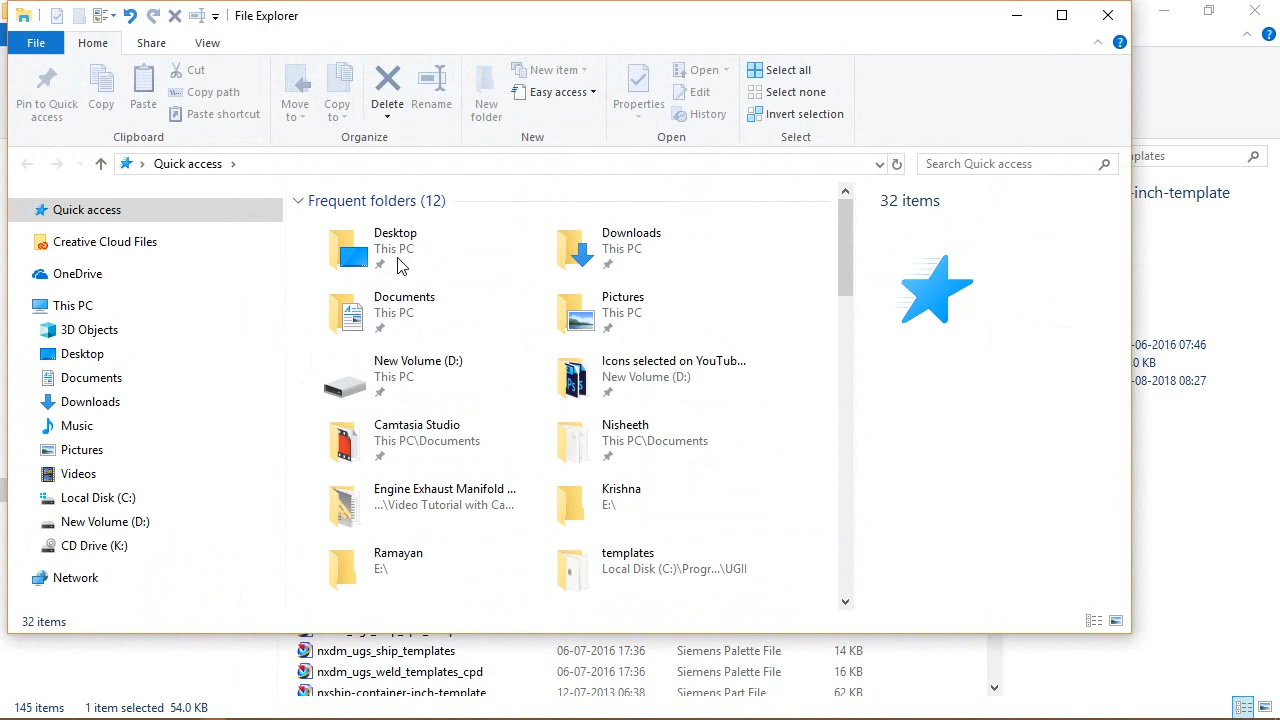 File Explorer
File
Home
Share
View
Pin to Quick access
Copy
Paste
Cut
Copy path
Paste shortcut
Clipboard
Move to
Copy to
Delete
Rename
Organize
New folder
New item
Easy access
New
Properties
Open
Edit
History
Open
Select all
Select none
Invert selection
Select
Quick access
Search Quick access
plates
Quick access
Creative Cloud Files
OneDrive
This PC
3D Objects
Desktop
Documents
Downloads
Music
Pictures
Videos
Local Disk (C:)
New Volume (D:)
CD Drive (K:)
Network
Frequent folders (12)
Desktop
This PC
Downloads
This PC
Documents
This PC
Pictures
This PC
New Volume (D:)
This PC
Icons selected on YouTub...
New Volume (D:)
Camtasia Studio
This PC\Documents
Nisheeth
This PC\Documents
Engine Exhaust Manifold ...
...\Video Tutorial with Ca...
Krishna
E:\
Ramayan
E:\
templates
Local Disk (C:)\Progr...\UGII
32 items
-inch-template
-06-2016 07:46
.0 KB
-08-2018 08:27
32 items
nxdm_ugs_ship_templates 06-07-2016 17:36 Siemens Palette File 14 KB
nxdm_ugs_weld_templates_cpd 06-07-2016 17:36 Siemens Palette File 16 KB
nxship-container-inch-template 12-07-2013 06:38 Siemens Part File 62 KB
145 items 1 item selected 54.0 KB